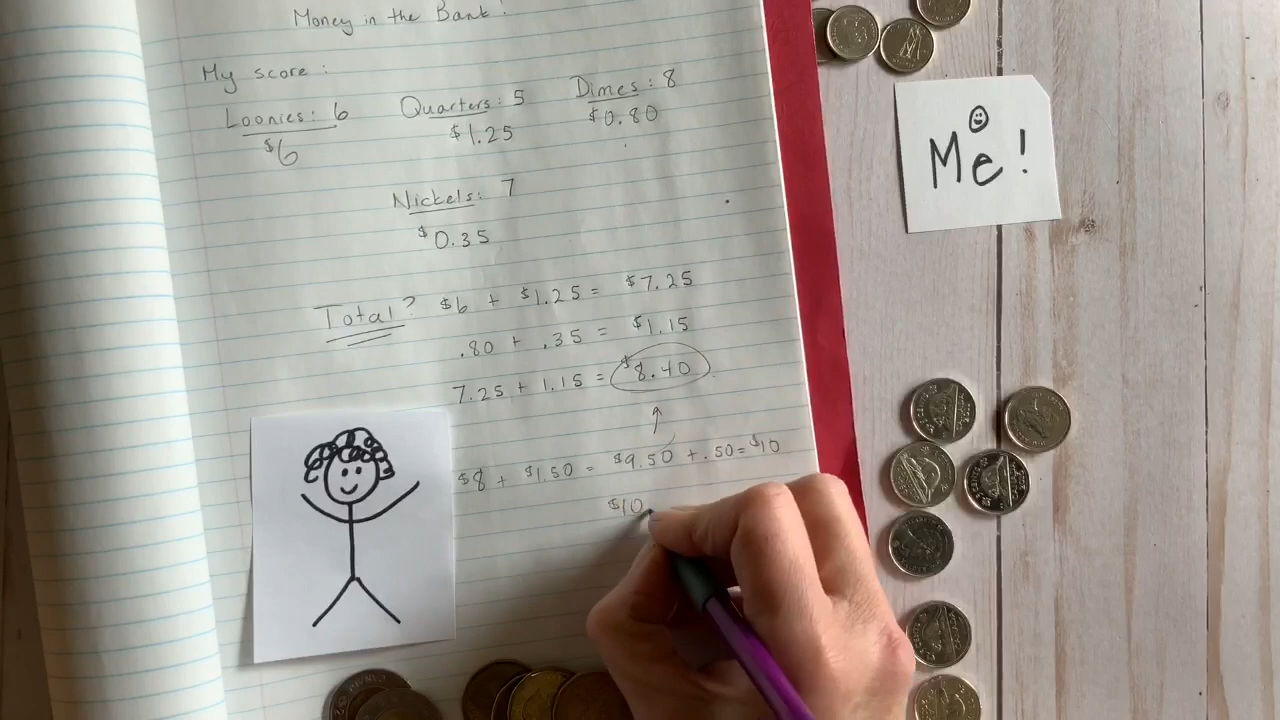 Money in the Bank!
My score:
Loonies: 6 Quarters: 5 Dimes: 8
$6 $1.25 $0.80
Nickels: 7
$0.35
Total? $6 + $1.25 = $7.25
.80 + .35 = $1.15
7.25 + 1.15 = $8.40
$8 + $1.50 = $9.50 + .50 = $10
$10
Me!